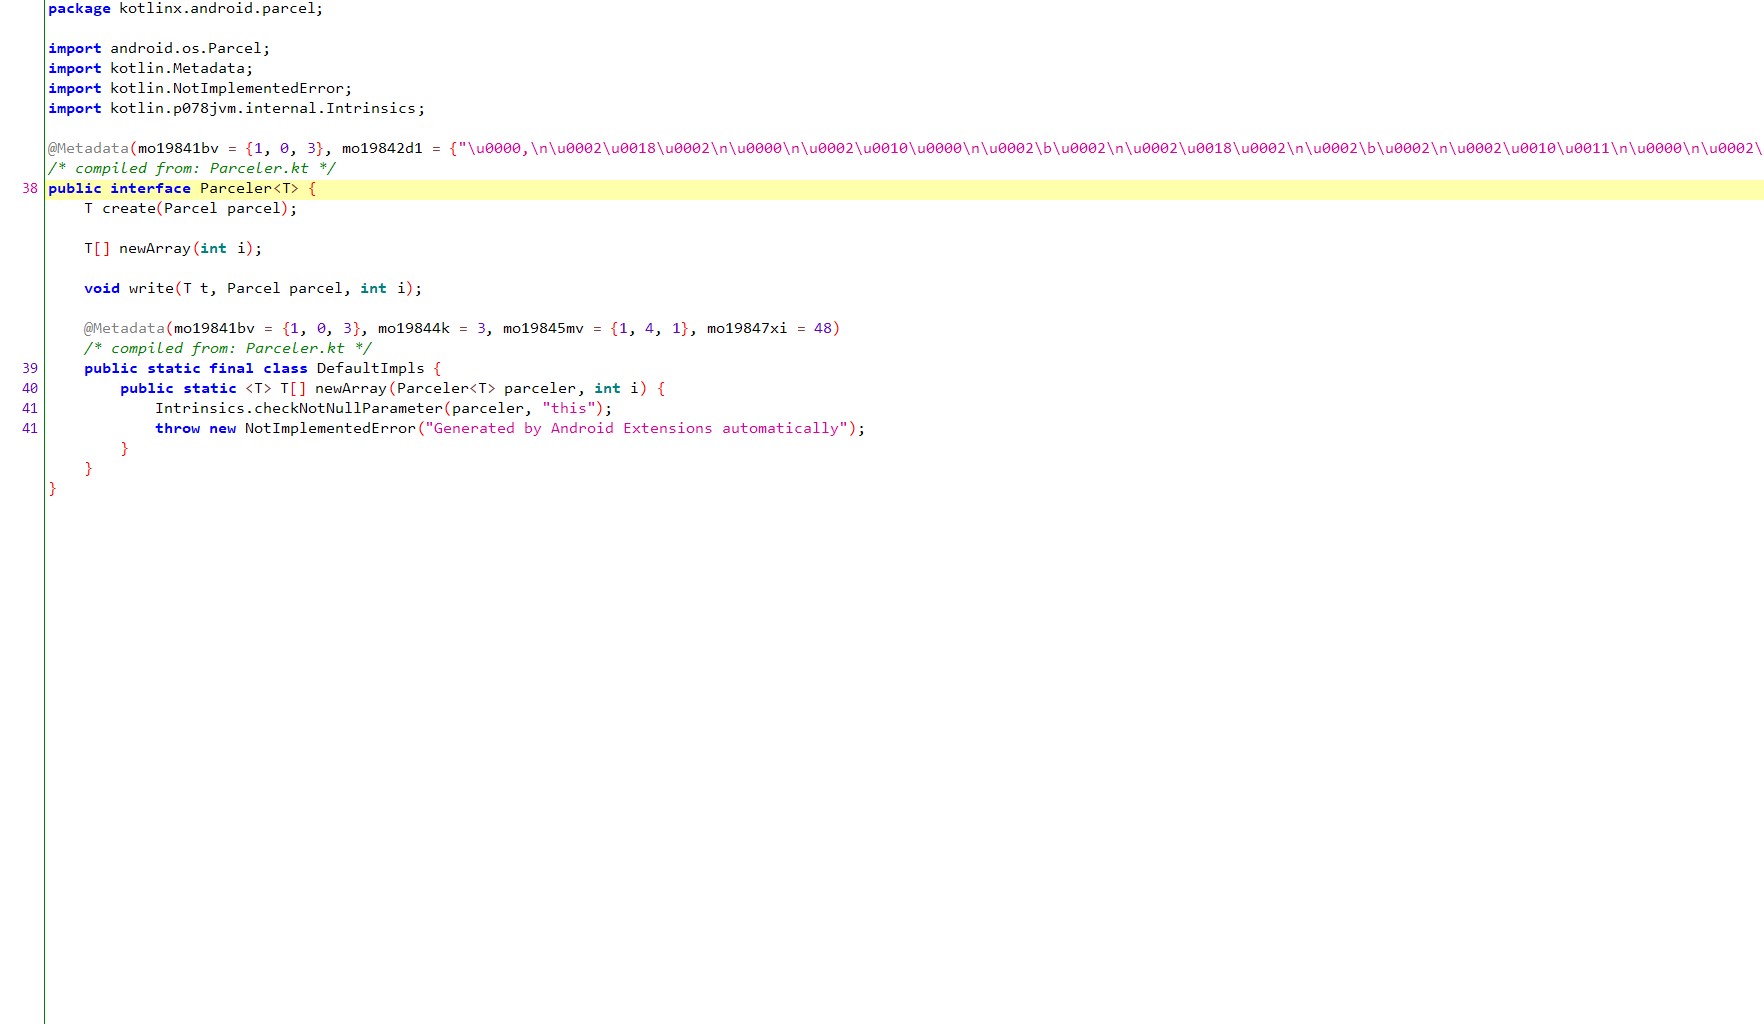 package kotlinx.android.parcel;
import android.os.Parcel;
import kotlin.Metadata;
import kotlin.NotImplementedError;
import kotlin.p078jvm.internal.Intrinsics;
@Metadata(mo19841bv = {1, 0, 3}, mo19842d1 = {"\u0000,\n\u0002\u0018\u0002\n\u0000\n\u0002\u0010\u0000\n\u0002\b\u0002\n\u0002\u0018\u0002\n\u0002\b\u0002\n\u0002\u0010\u0011\n\u0000\n\u0002\
/* compiled from: Parceler.kt */
38 public interface Parceler<T> {
T create(Parcel parcel);
T[] newArray(int i);
void write(T t, Parcel parcel, int i);
@Metadata(mo19841bv = {1, 0, 3}, mo19844k = 3, mo19845mv = {1, 4, 1}, mo19847xi = 48)
/* compiled from: Parceler.kt */
39 public static final class DefaultImpls {
40 public static <T> T[] newArray(Parceler<T> parceler, int i) {
41 Intrinsics.checkNotNullParameter(parceler, "this");
41 throw new NotImplementedError("Generated by Android Extensions automatically");
}
}
}